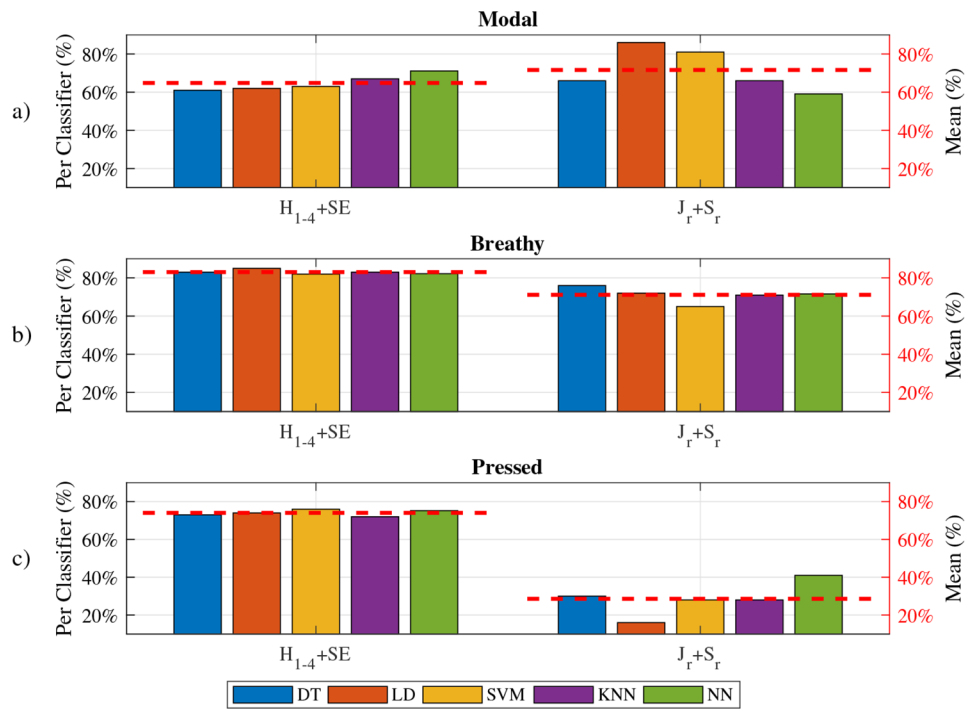 Modal
a)
Per Classifier (%)
80%
60%
40%
20%
80%
60%
40%
20%
Mean (%)
H1-4+SE
Jr+Sr
Breathy
b)
Per Classifier (%)
80%
60%
40%
20%
80%
60%
40%
20%
Mean (%)
H1-4+SE
Jr+Sr
Pressed
c)
Per Classifier (%)
80%
60%
40%
20%
80%
60%
40%
20%
Mean (%)
H1-4+SE
Jr+Sr
DT LD SVM KNN NN